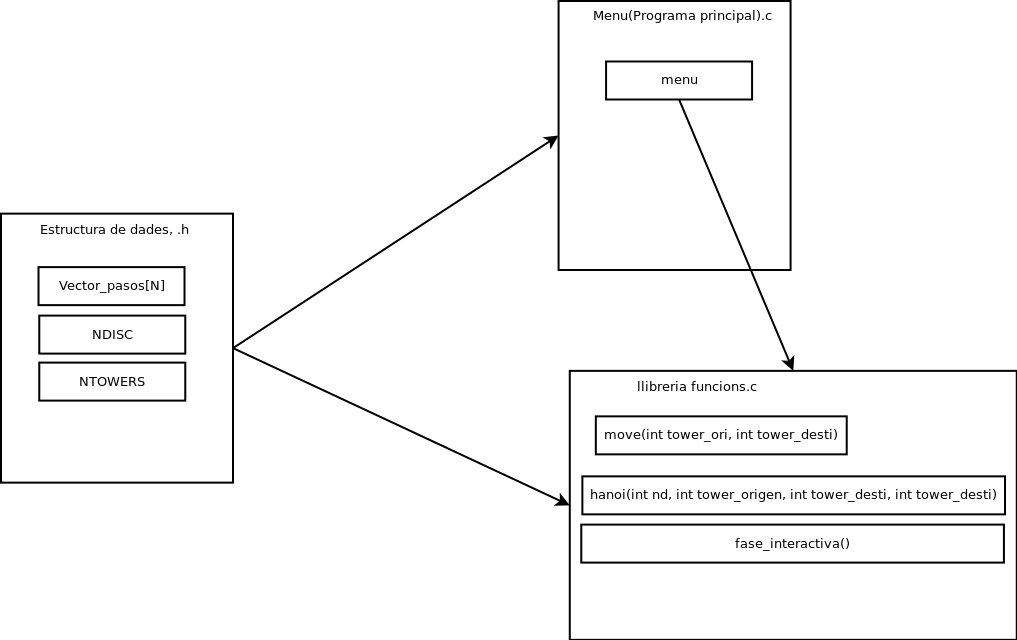 Menu(Programa principal).c
menu
Estructura de dades, .h
Vector_pasos[N]
NDISC
NTOWERS
llibreria funcions.c
move(int tower_ori, int tower_desti)
hanoi(int nd, int tower_origen, int tower_desti, int tower_desti)
fase_interactiva()